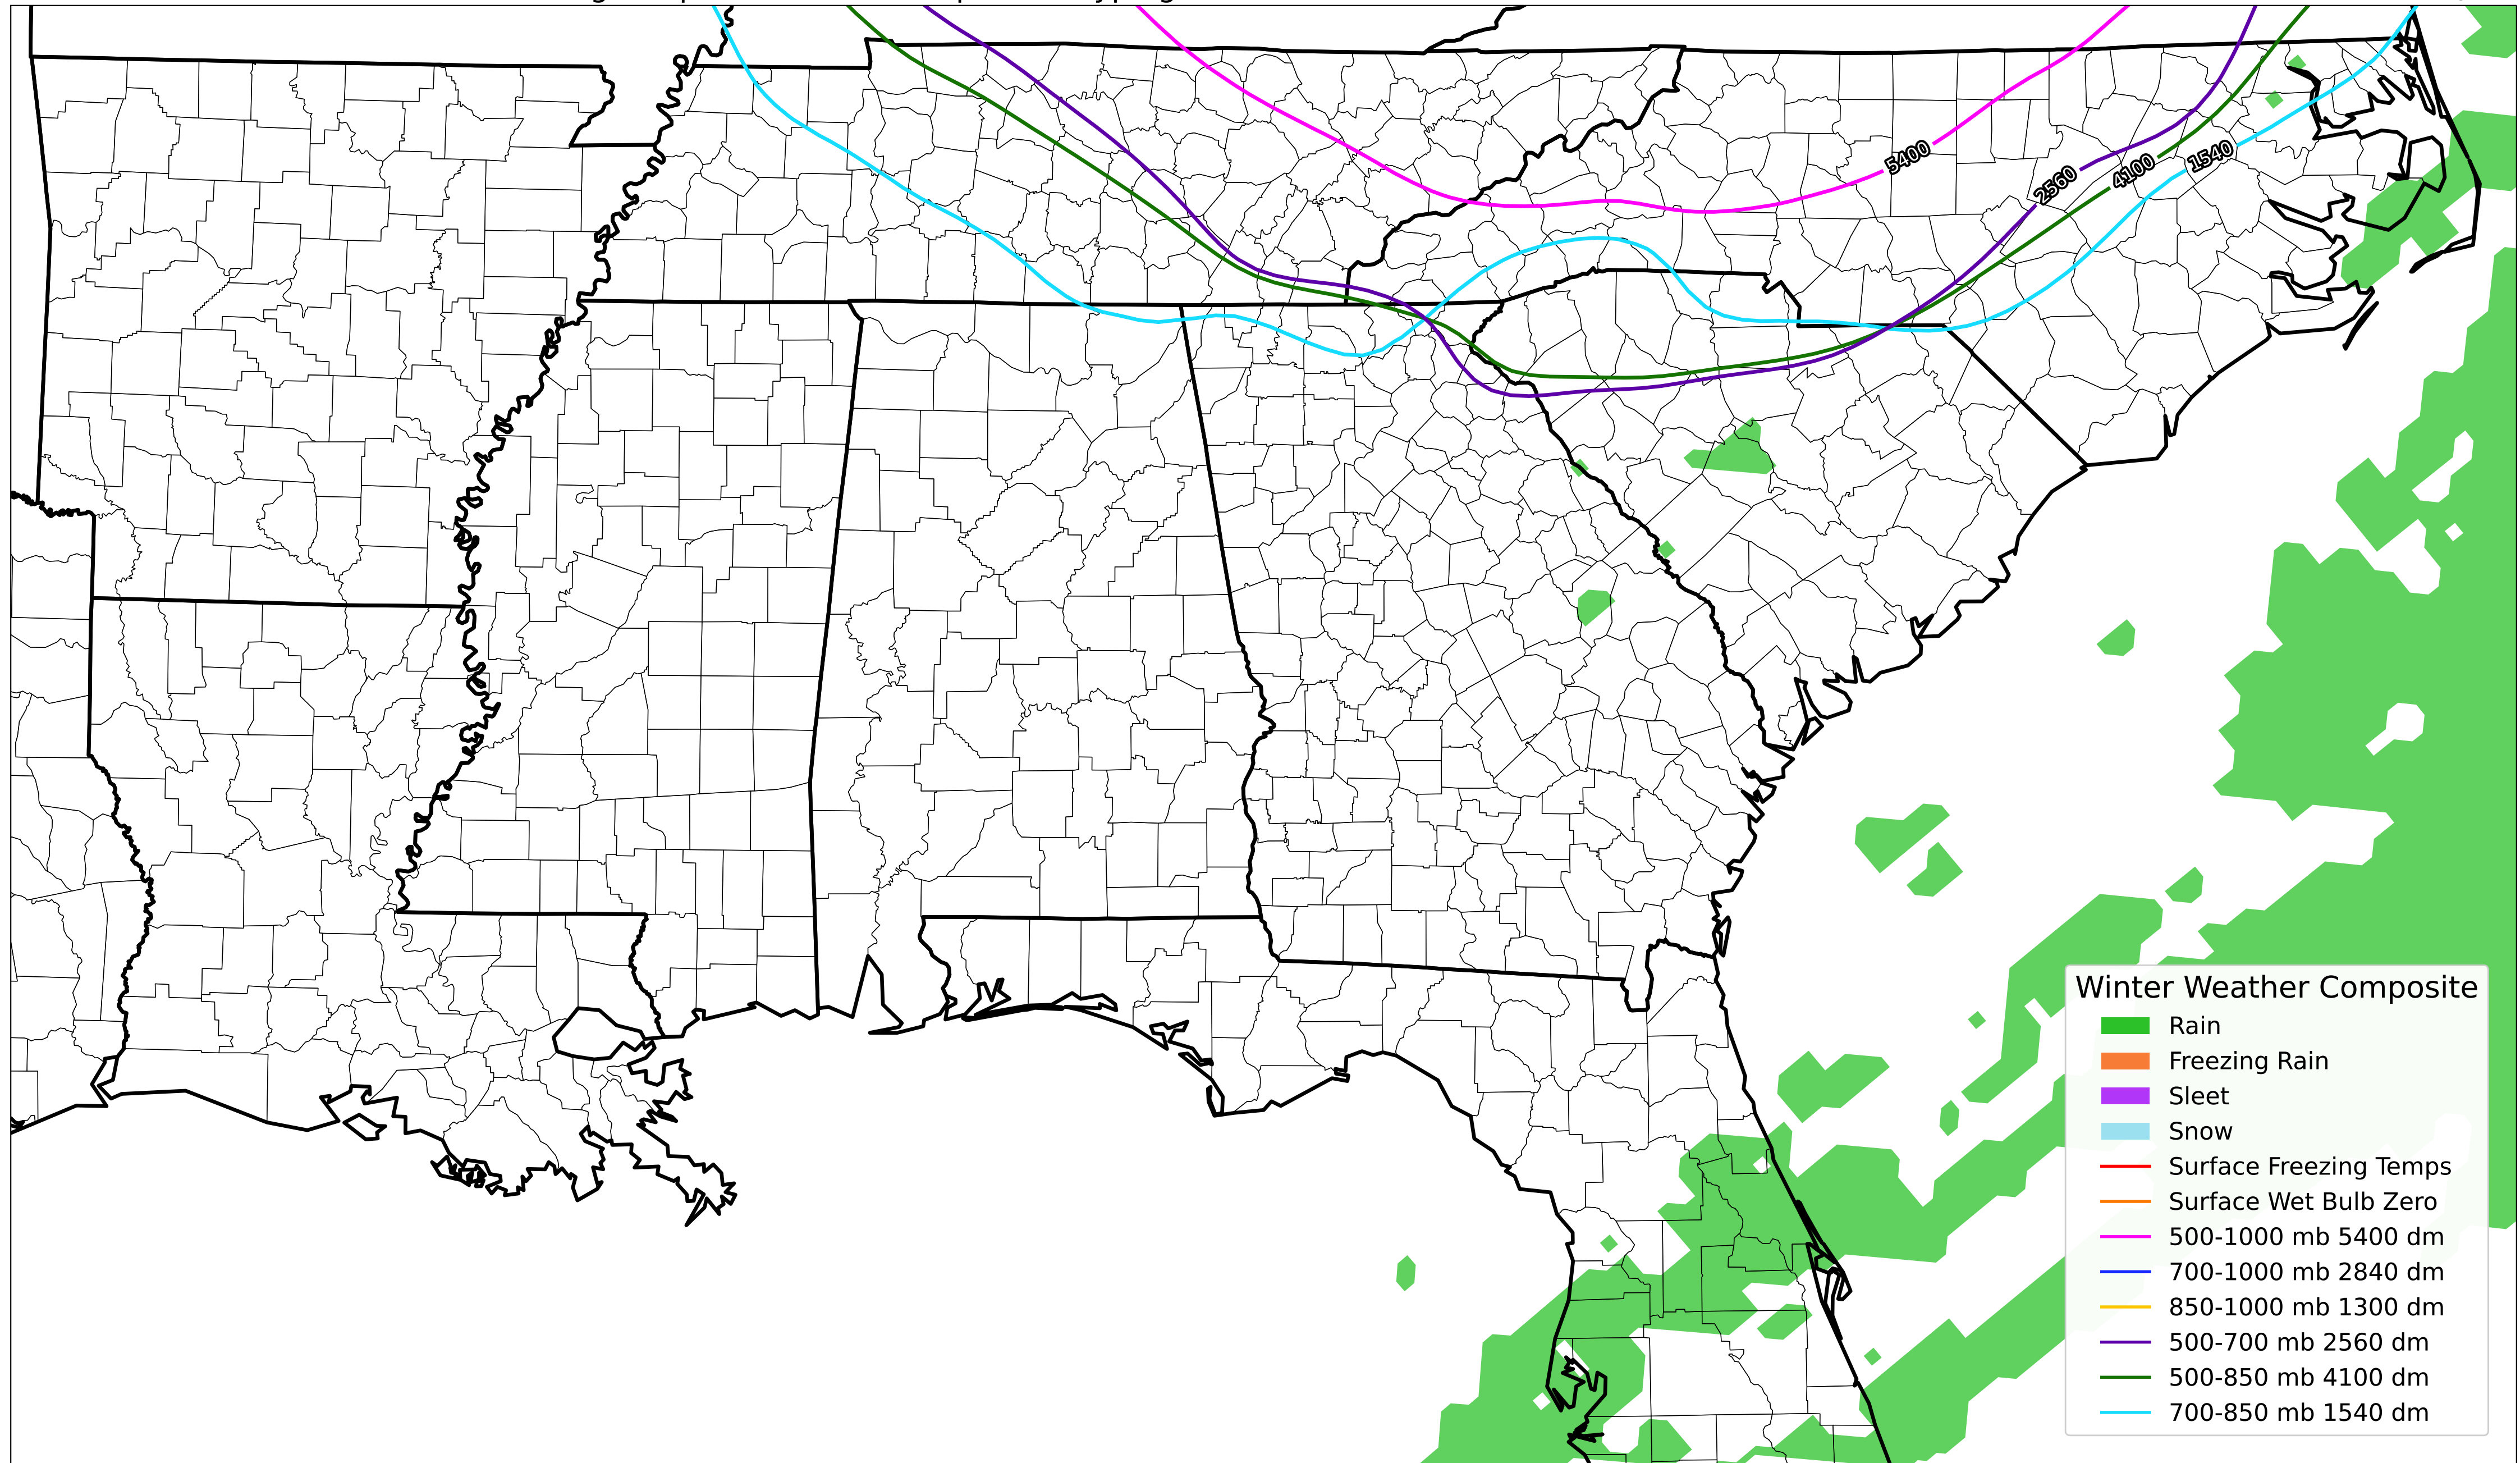 5400
2560
4100
1540
Winter Weather Composite
Rain
Freezing Rain
Sleet
Snow
Surface Freezing Temps
Surface Wet Bulb Zero
500-1000 mb 5400 dm
700-1000 mb 2840 dm
850-1000 mb 1300 dm
500-700 mb 2560 dm
500-850 mb 4100 dm
700-850 mb 1540 dm